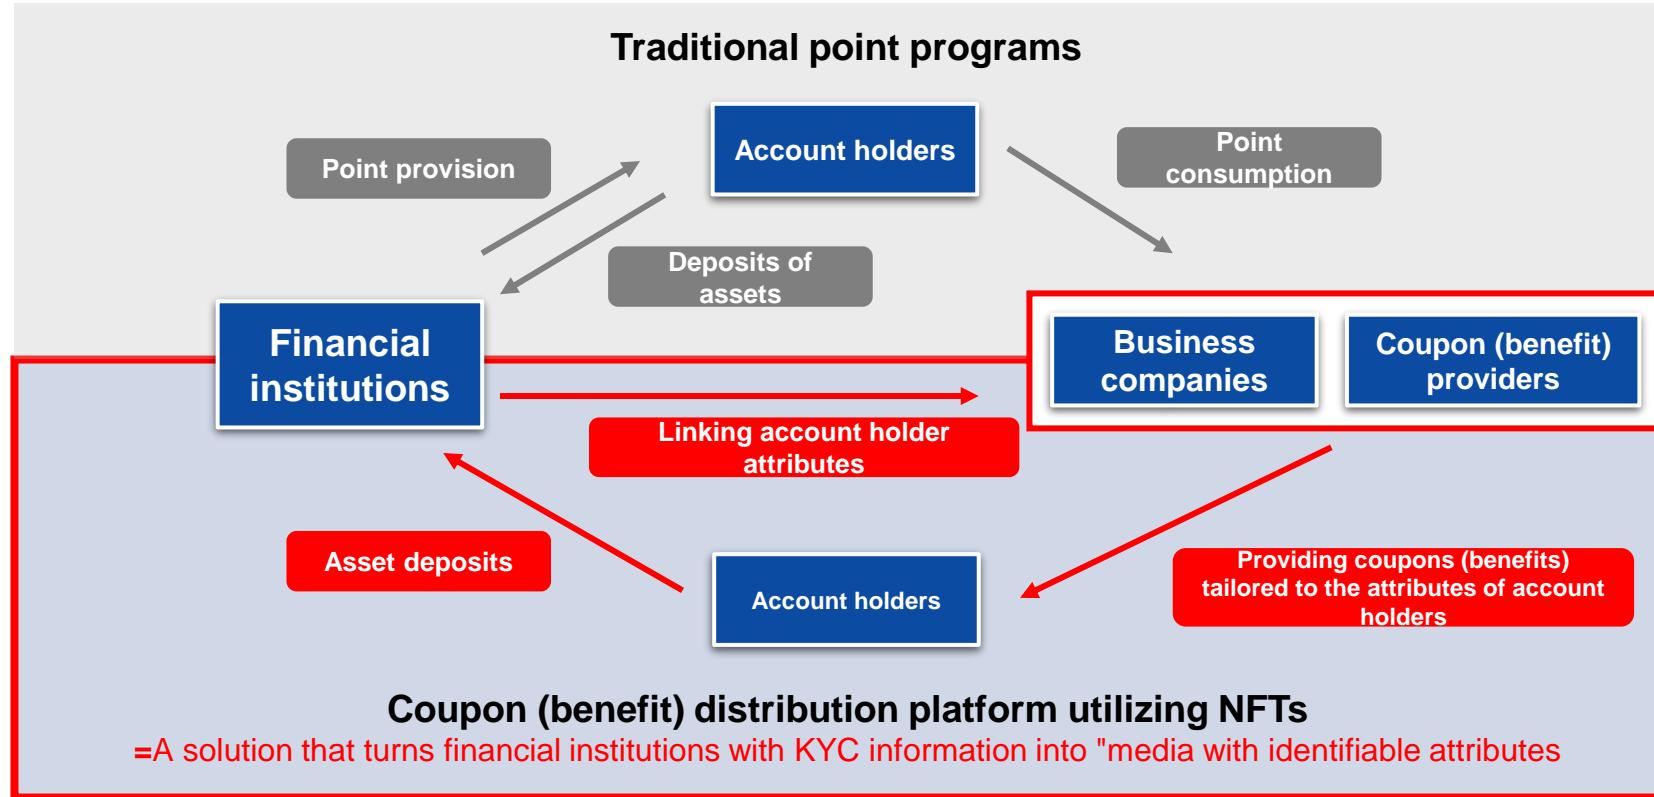 Traditional point programs
Account holders
Point provision
Point
consumption
Deposits of
assets
Financial
institutions
Business
companies
Coupon (benefit)
providers
Linking account holder
attributes
Asset deposits
Account holders
Providing coupons (benefits)
tailored to the attributes of account
holders
Coupon (benefit) distribution platform utilizing NFTs
=A solution that turns financial institutions with KYC information into "media with identifiable attributes